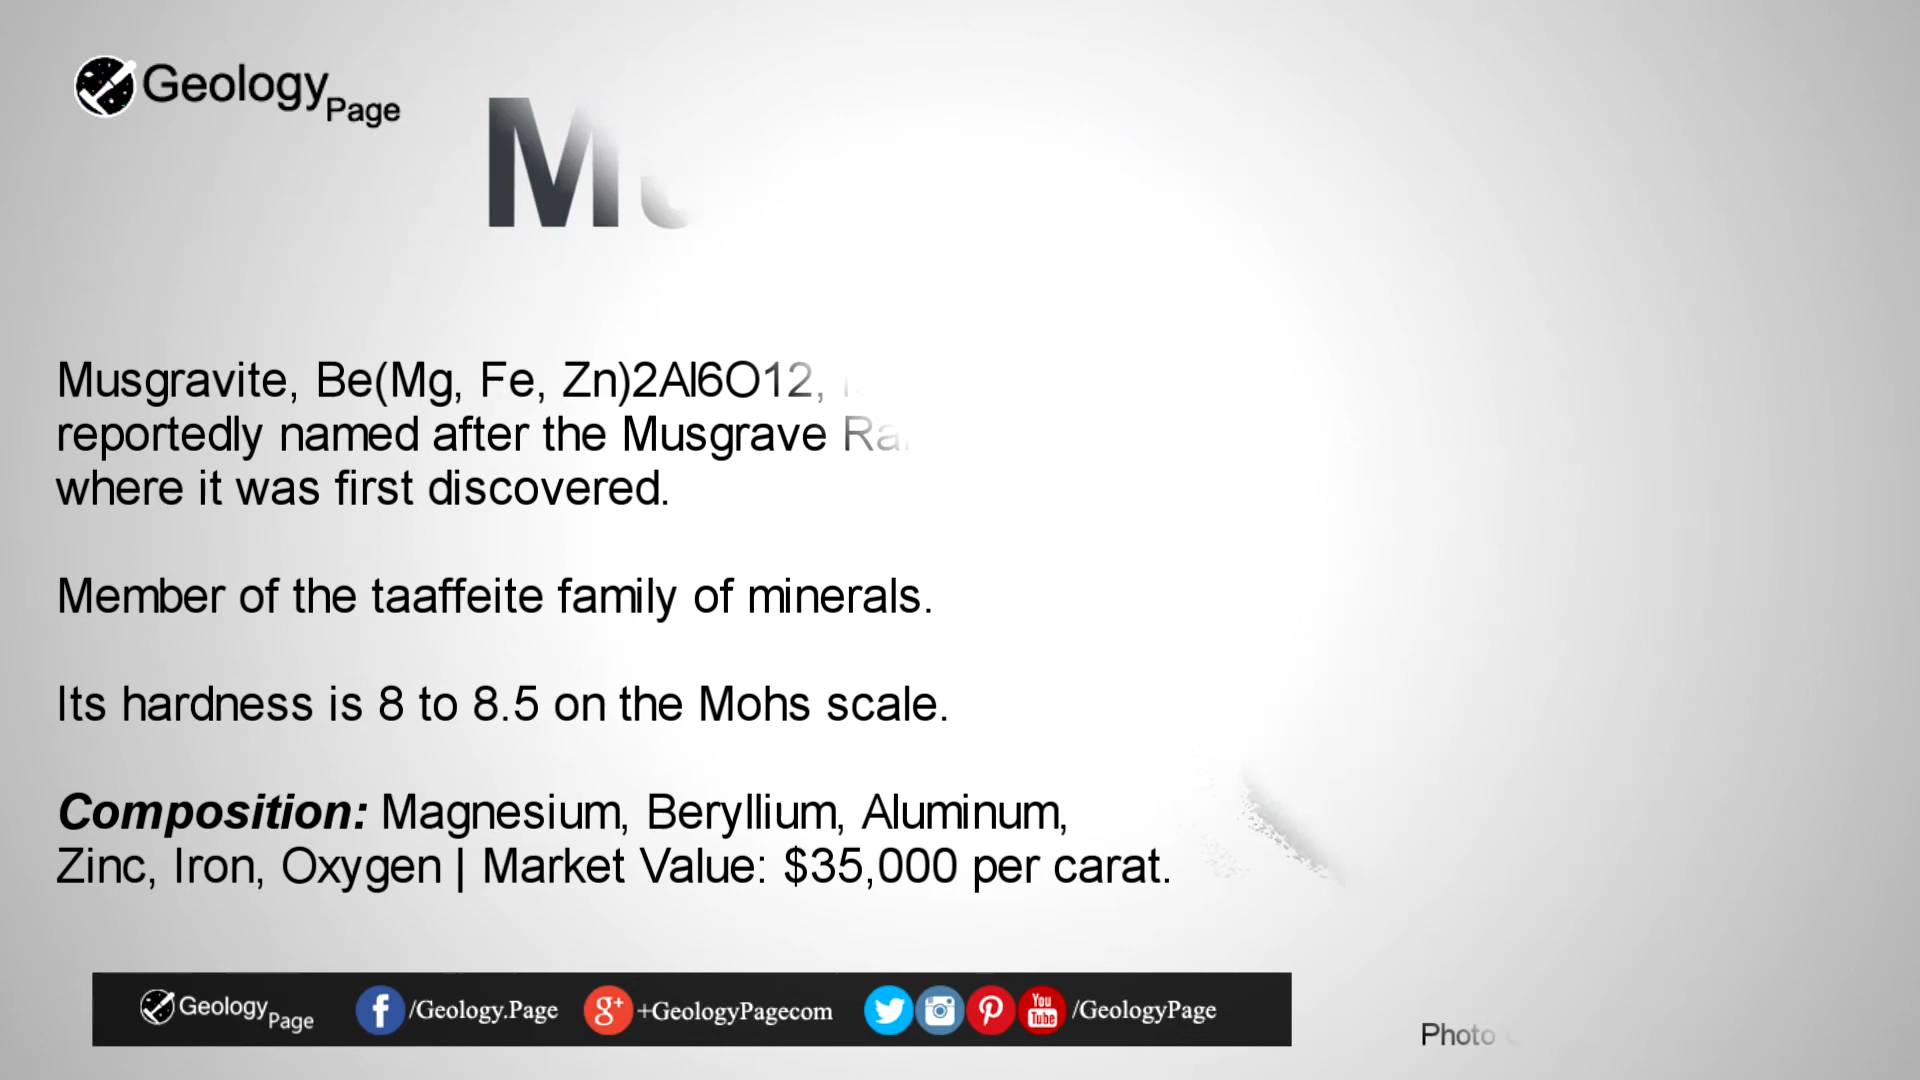 Geology Page
Musgravite, Be(Mg, Fe, Zn)2Al6O12,
reportedly named after the Musgrave
where it was first discovered.
Member of the taaffeite family of minerals.
Its hardness is 8 to 8.5 on the Mohs scale.
Composition: Magnesium, Beryllium, Aluminum,
Zinc, Iron, Oxygen | Market Value: $35,000 per carat.
Geology Page /Geology.Page g+ +GeologyPagecom You Tube /GeologyPage
Photo